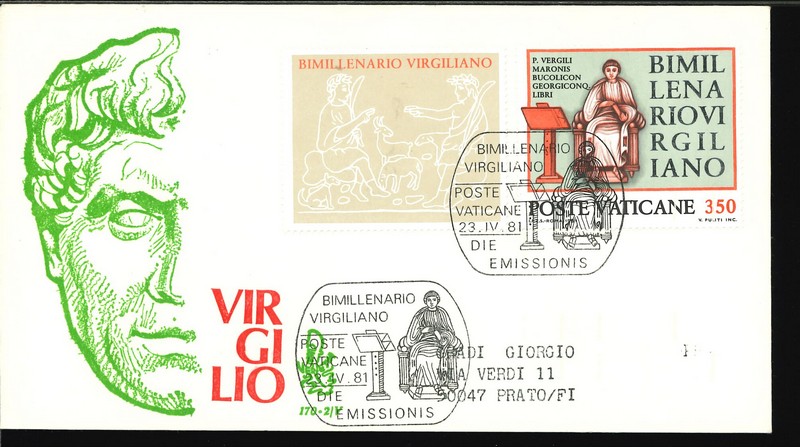 BIMILLENARIO VIRGILIANO
P. VERGILI
MARONIS
BUCOLICON
GEORGICONQ.
LIBRI
BIMIL
LENA
RIOVI
RGIL
IANO
POSTE VATICANE 350
BIMILLENARIO
VIRGILIANO
POSTE
VATICANE
23.IV.81
DIE
EMISSIONIS
VIR
GI
LIO
BIMILLENARIO
VIRGILIANO
POSTE
VATICANE
23.IV.81
DIE
EMISSIONIS
GIORGIO
VIA VERDI 11
50047 PRATO/FI